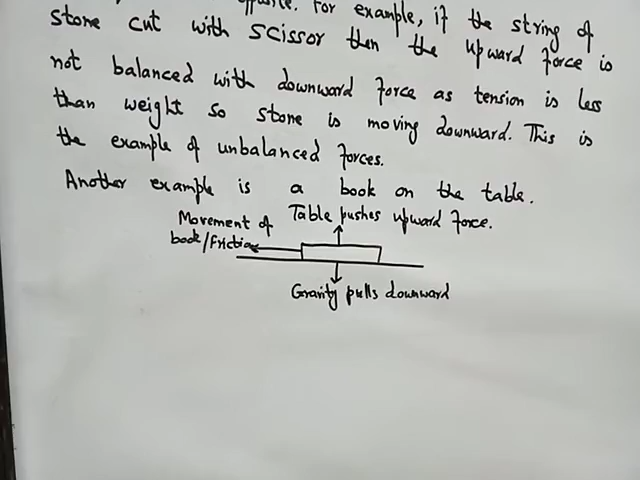 opposite. For example, if the string of
stone cut with scissor then the upward force is
not balanced with downward force as tension is less
than weight so stone is moving downward. This is
the example of unbalanced forces.
Another example is a book on the table.
Movement of
book/friction
Table pushes upward force.
Gravity pulls downward